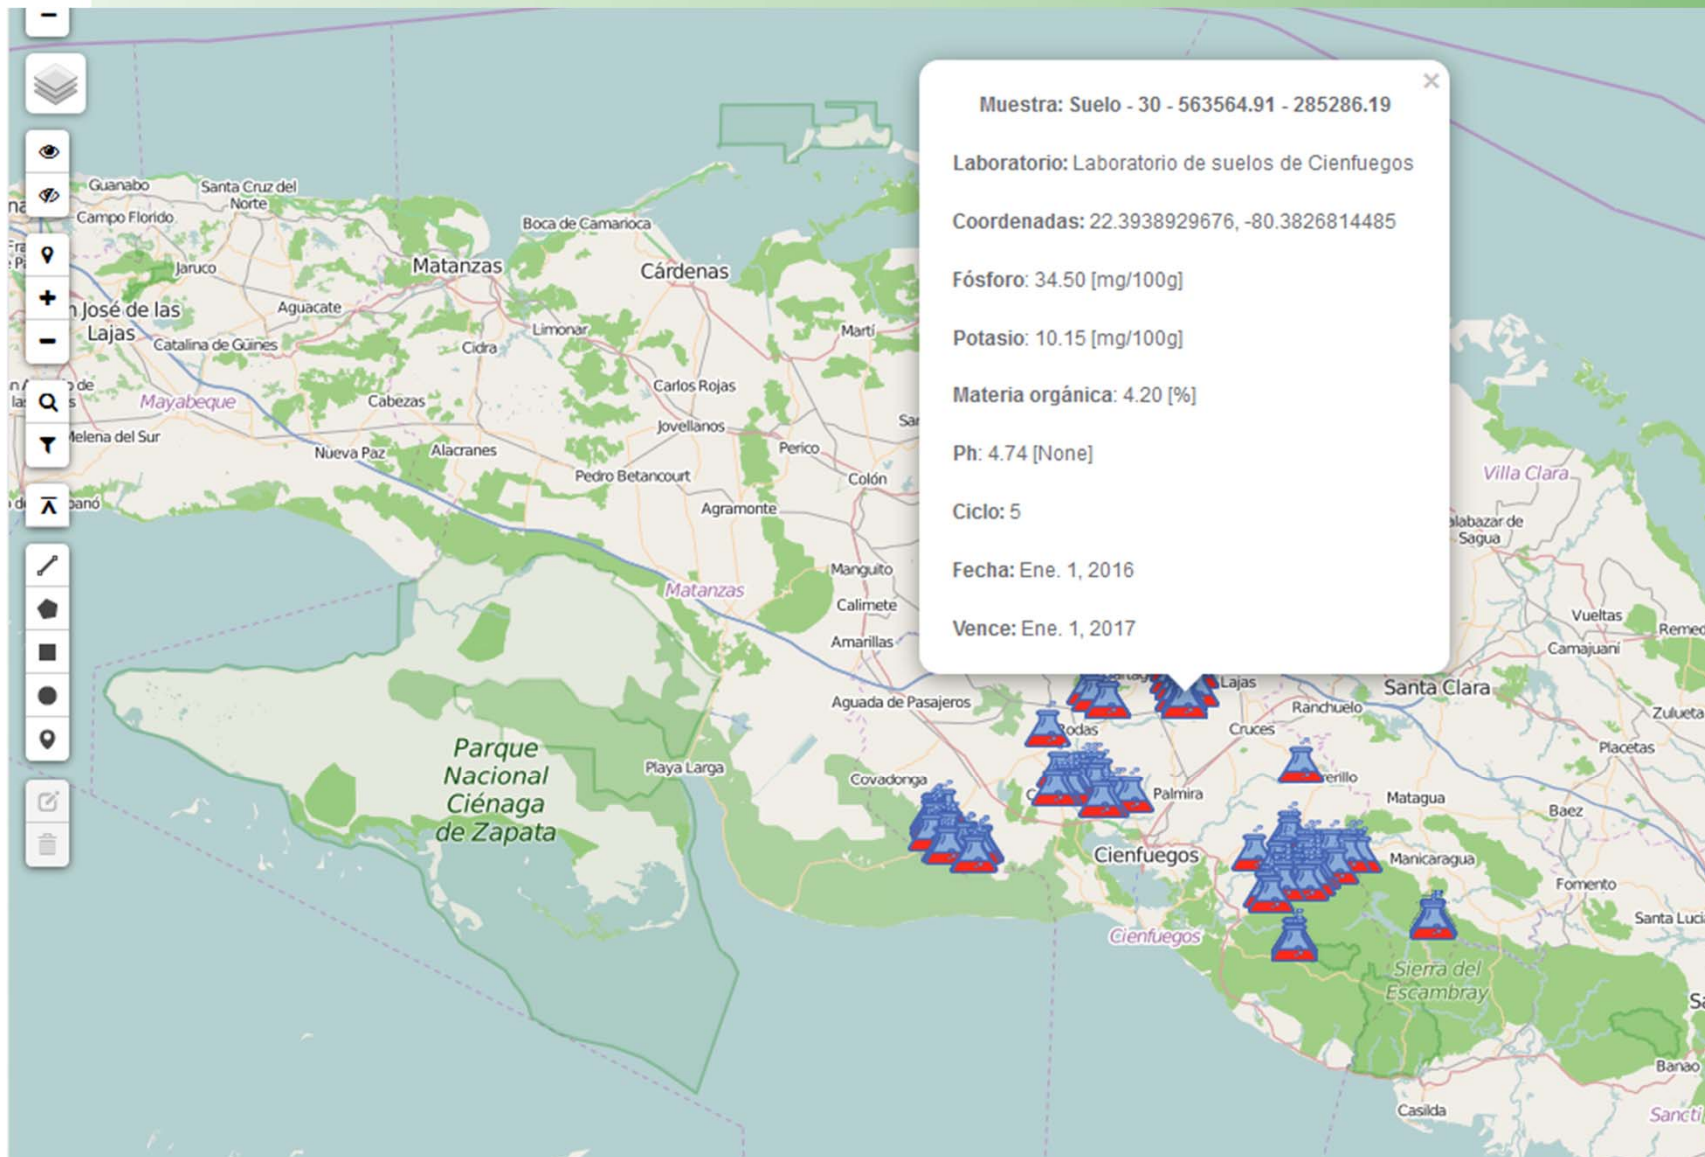 Muestra: Suelo - 30 - 563564.91 - 285286.19
Laboratorio: Laboratorio de suelos de Cienfuegos
Coordenadas: 22.3938929676, -80.3826814485
Fósforo: 34.50 [mg/100g]
Potasio: 10.15 [mg/100g]
Materia orgánica: 4.20 [%]
Ph: 4.74 [None]
Ciclo: 5
Fecha: Ene. 1, 2016
Vence: Ene. 1, 2017
Guanabo
Santa Cruz del
Norte
Campo Florido
Boca de Camarioca
Jaruco
Matanzas
Cárdenas
José de las
Lajas
Aguacate
Limonar
Martí
Catalina de Güines
Cidra
Carlos Rojas
Mayabeque
Cabezas
Jovellanos
Melena del Sur
Nueva Paz
Alacranes
Perico
Pedro Betancourt
Colón
Villa Clara
Agramonte
Sagua
Manguito
Matanzas
Calimete
Vueltas
Amarillas
Camajuaní
Lajas
Santa Clara
Aguada de Pasajeros
Ranchuelo
Zulueta
Rodas
Cruces
Parque
Nacional
Ciénaga
de Zapata
Placetas
Playa Larga
Covadonga
Palmira
Matagua
Baez
Cienfuegos
Manicaragua
Fomento
Cienfuegos
Sierra del
Escambray
Banao
Casilda
Sancti